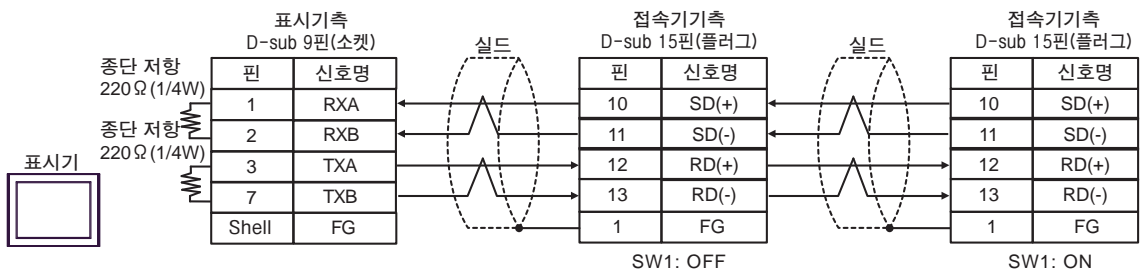 표시기측
D-sub 9핀(소켓)
종단 저항
220Ω(1/4W)
종단 저항
220Ω(1/4W)
표시기
핀 신호명
1 RXA
2 RXB
3 TXA
7 TXB
Shell FG
실드
접속기기측
D-sub 15핀(플러그)
핀 신호명
10 SD(+)
11 SD(-)
12 RD(+)
13 RD(-)
1 FG
SW1: OFF
실드
접속기기측
D-sub 15핀(플러그)
핀 신호명
10 SD(+)
11 SD(-)
12 RD(+)
13 RD(-)
1 FG
SW1: ON